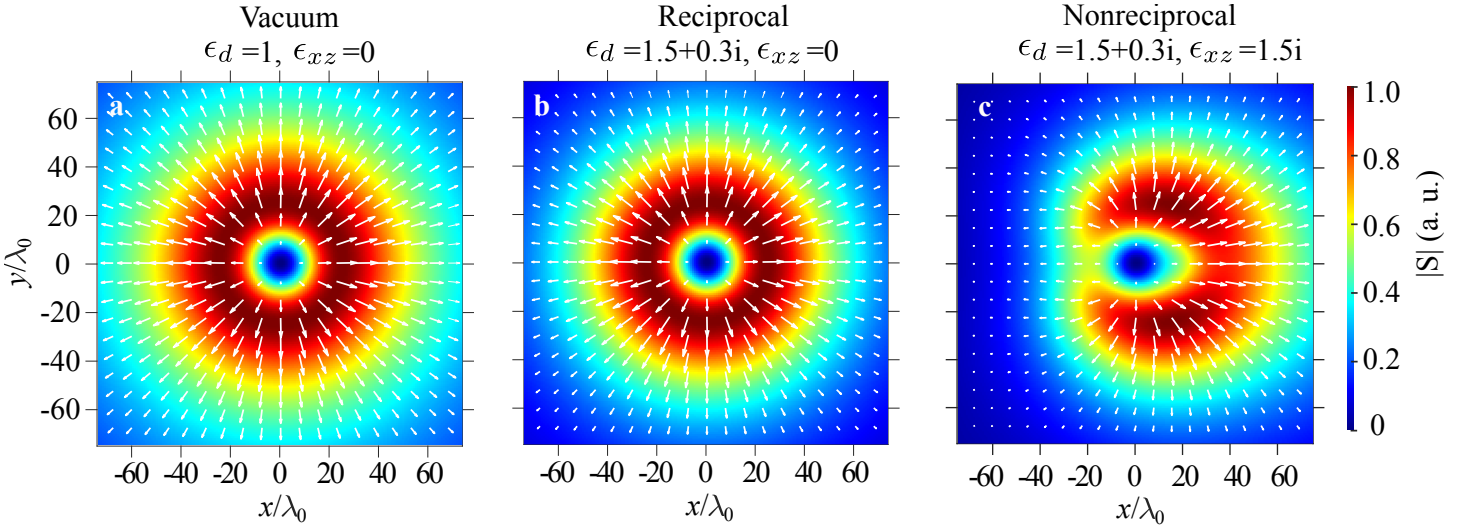 Vacuum
ϵd =1, ϵxz=0
Reciprocal
ϵd =1.5+0.3i, ϵxz=0
Nonreciprocal
ϵd =1.5+0.3i, ϵxz=1.5i
a
b
c
60
40
20
0
-20
-40
-60
y/λ0
-60 -40 -20 0 20 40 60
x/λ0
-60 -40 -20 0 20 40 60
x/λ0
-60 -40 -20 0 20 40 60
x/λ0
1.0
0.8
0.6
0.4
0.2
0
|S| (a. u.)